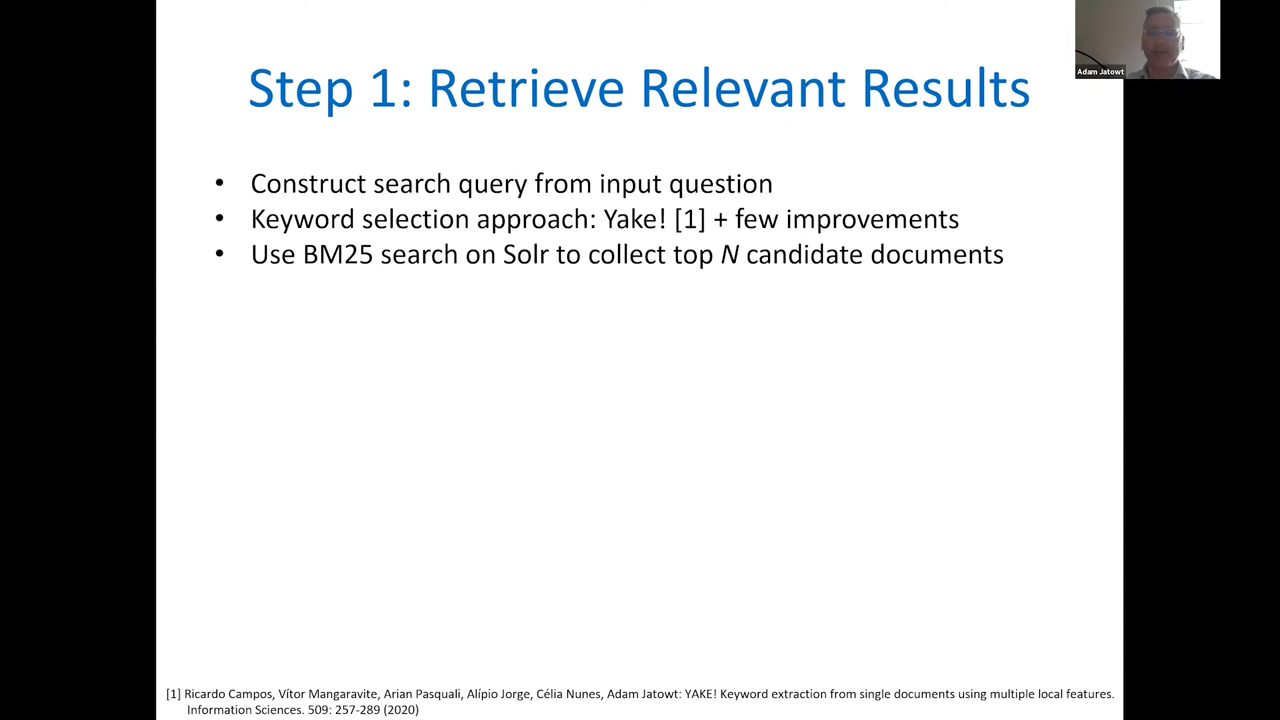 Adam Jatowt
Step 1: Retrieve Relevant Results
• Construct search query from input question
• Keyword selection approach: Yake! [1] + few improvements
• Use BM25 search on Solr to collect top N candidate documents
[1] Ricardo Campos, Vítor Mangaravite, Arian Pasquali, Alípio Jorge, Célia Nunes, Adam Jatowt: YAKE! Keyword extraction from single documents using multiple local features.
Information Sciences. 509: 257-289 (2020)